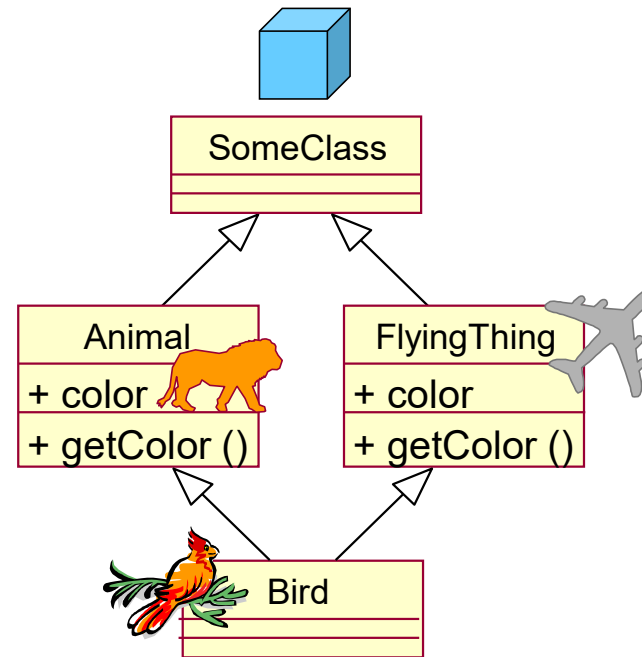 SomeClass
Animal
+ color
+ getColor ()
FlyingThing
+ color
+ getColor ()
Bird